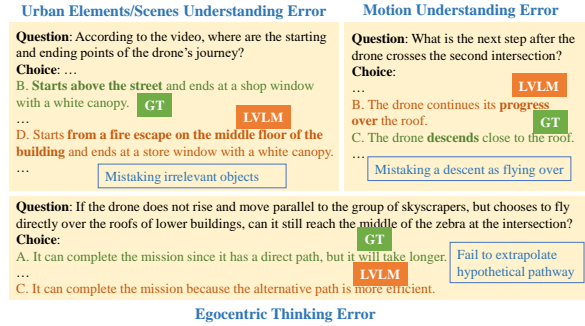 Urban Elements/Scenes Understanding Error
Question: According to the video, where are the starting
and ending points of the drone's journey?
Choice: …
B. Starts above the street and ends at a shop window
with a white canopy.
GT
…
LVLM
D. Starts from a fire escape on the middle floor of the
building and ends at a store window with a white canopy.
…
Mistaking irrelevant objects
Motion Understanding Error
Question: What is the next step after the
drone crosses the second intersection?
Choice:
…
LVLM
B. The drone continues its progress
over the roof.
GT
C. The drone descends close to the roof.
…
Mistaking a descent as flying over
Question: If the drone does not rise and move parallel to the group of skyscrapers, but chooses to fly
directly over the roofs of lower buildings, can it still reach the middle of the zebra at the intersection?
Choice:
GT
A. It can complete the mission since it has a direct path, but it will take longer.
…
LVLM
C. It can complete the mission because the alternative path is more efficient.
Fail to extrapolate
hypothetical pathway
Egocentric Thinking Error